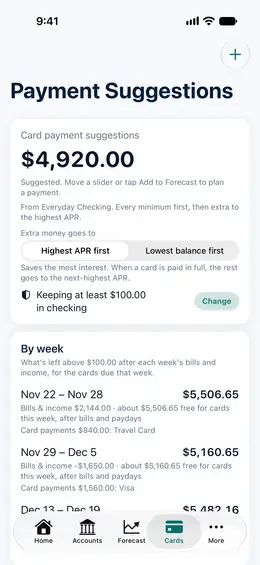 9:41
Payment Suggestions
Card payment suggestions
$4,920.00
Suggested. Move a slider or tap Add to Forecast to plan
a payment.
From Everyday Checking. Every minimum first, then extra to
the highest APR.
Extra money goes to
Highest APR first
Lowest balance first
Saves the most interest. When a card is paid in full, the rest
goes to the next-highest APR.
Keeping at least $100.00
in checking
Change
By week
What's left above $100.00 after each week's bills and
income, for the cards due that week.
Nov 22 – Nov 28 $5,506.65
Bills & income $2,144.00 · about $5,506.65 free for cards
this week, after bills and paydays
Card payments $840.00: Travel Card
Nov 29 – Dec 5 $5,160.65
Bills & income -$1,650.00 · about $5,160.65 free for cards
this week, after bills and paydays
Card payments $1,560.00: Visa
Dec 13 – Dec 19 $5,482.16
Home
Accounts
Forecast
Cards
More